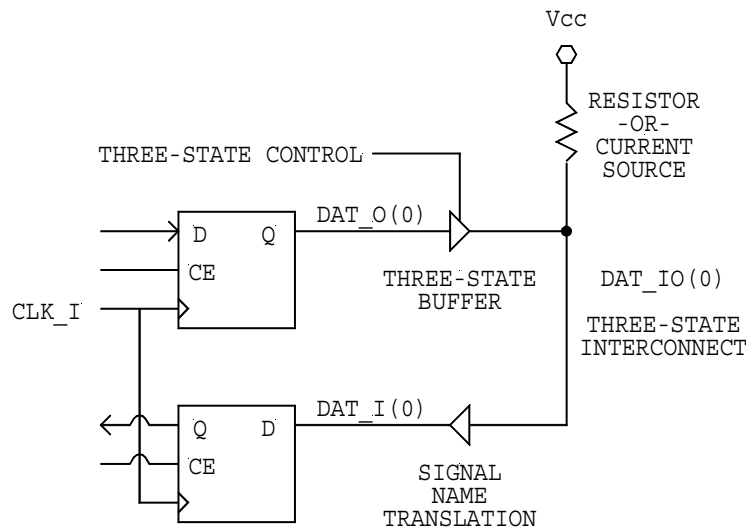 Vcc
RESISTOR
-OR-
CURRENT
SOURCE
THREE-STATE CONTROL
DAT_O(0)
D
Q
CE
CLK_I
THREE-STATE
BUFFER
DAT_IO(0)
THREE-STATE
INTERCONNECT
DAT_I(0)
Q
D
CE
SIGNAL
NAME
TRANSLATION